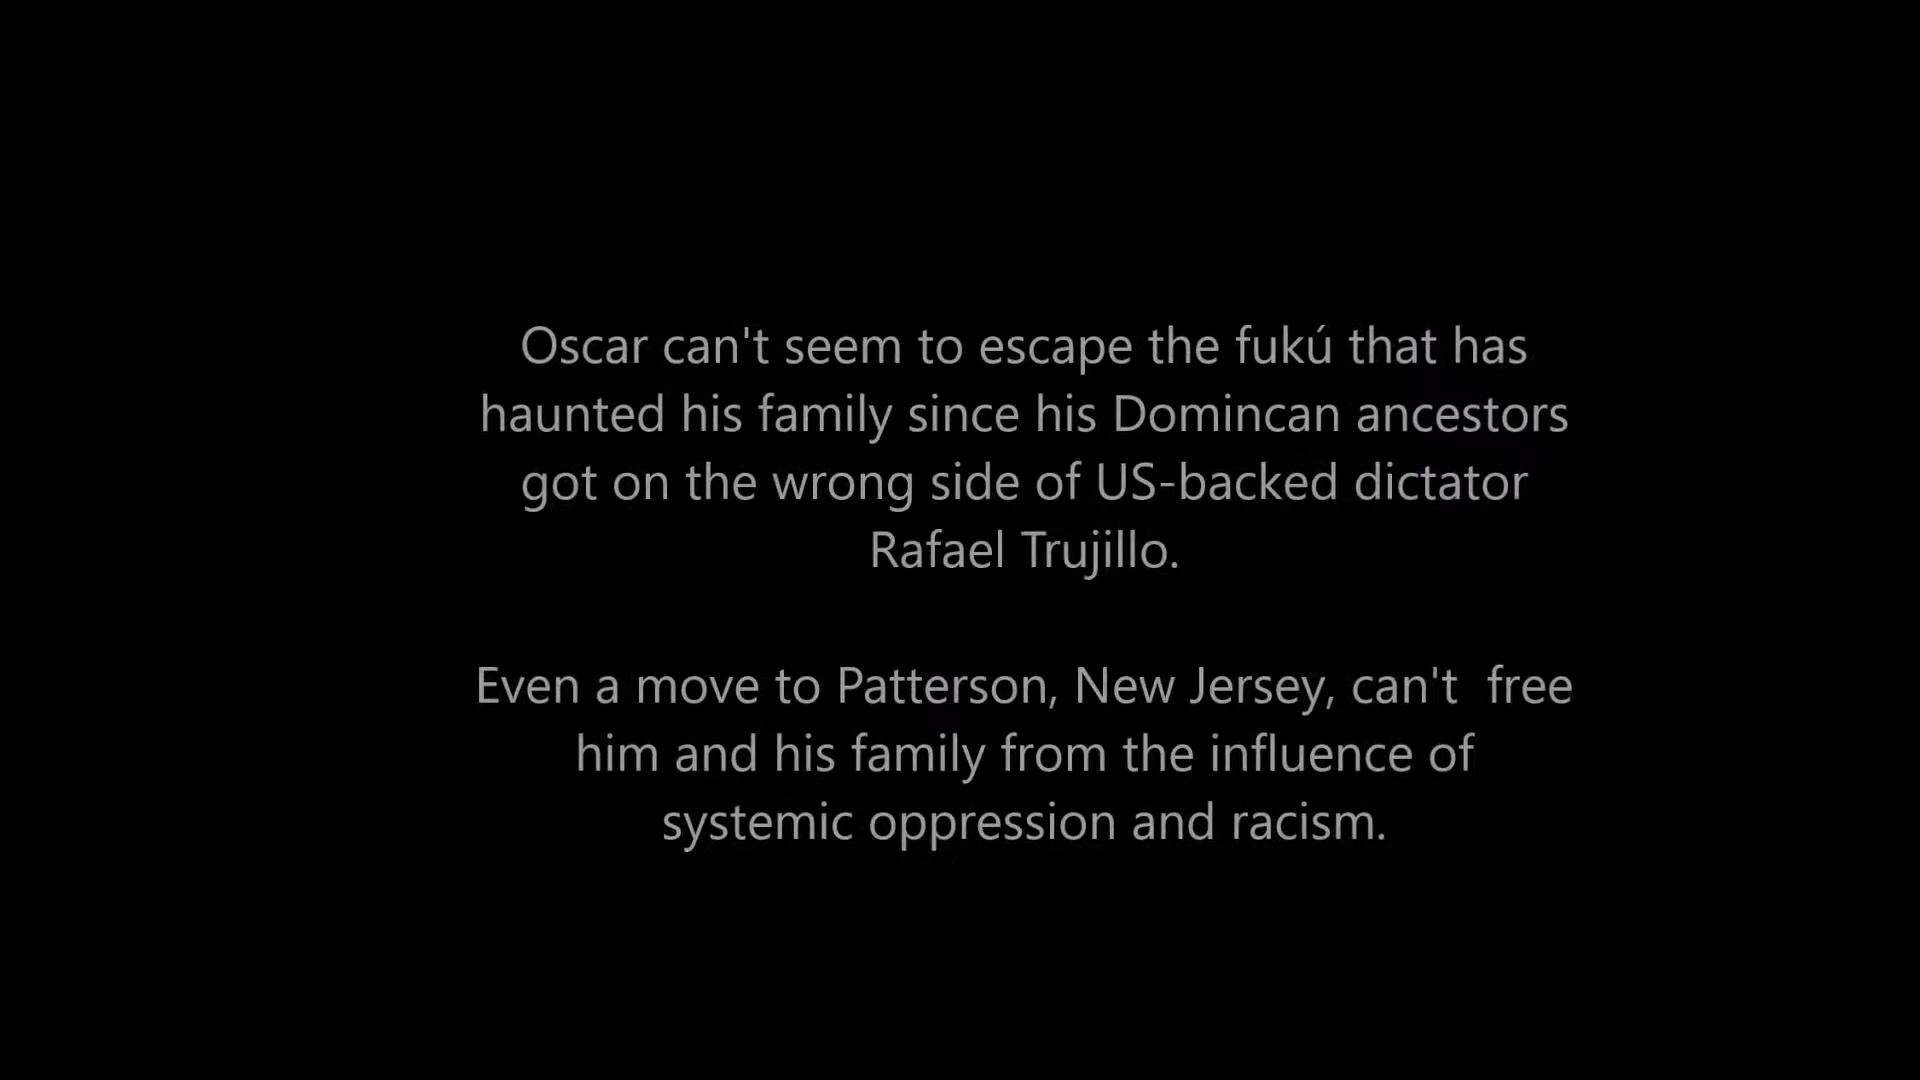 Oscar can't seem to escape the fukú that has
haunted his family since his Domincan ancestors
got on the wrong side of US-backed dictator
Rafael Trujillo.
Even a move to Patterson, New Jersey, can't  free
him and his family from the influence of
systemic oppression and racism.